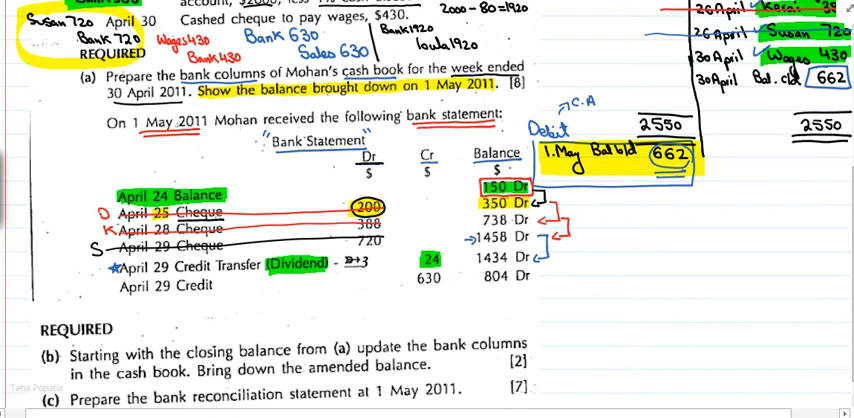 account, $2000, less
2000 - 80 = 1920
Susan 720 April 30 Cashed cheque to pay wages, $430.
Bank 720 Wages 430 Bank 630 Bank 1920
REQUIRED Bank 430 Sales 630 loula 1920
(a) Prepare the bank columns of Mohan's cash book for the week ended
30 April 2011. Show the balance brought down on 1 May 2011. [8]
On 1 May 2011 Mohan received the following bank statement:
"Bank Statement"
Dr Cr Balance
$ $ $
April 24 Balance 150 Dr
D April 25 Cheque 200 350 Dr
K April 28 Cheque 388 738 Dr
S April 29 Cheque 720 1458 Dr
April 29 Credit Transfer (Dividend) - 24 1434 Dr
April 29 Credit 630 804 Dr
REQUIRED
(b) Starting with the closing balance from (a) update the bank columns
in the cash book. Bring down the amended balance. [2]
(c) Prepare the bank reconciliation statement at 1 May 2011. [7]
Taha Popatia
26 April
26 April Susan 720
30 April Wages 430
30 April Bal. c/d 662
C.A
Debit 2550 2550
1. May Bal b/d 662